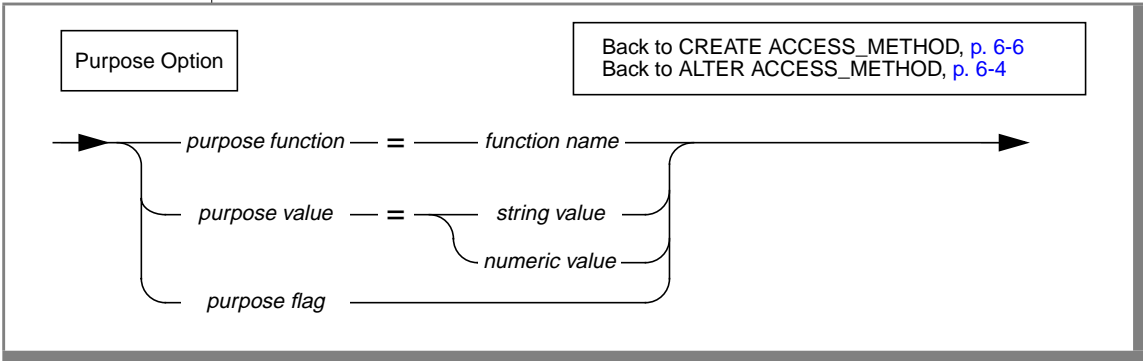 Purpose Option
Back to CREATE ACCESS_METHOD, p. 6-6
Back to ALTER ACCESS_METHOD, p. 6-4
purpose function = function name
purpose value = string value
numeric value
purpose flag